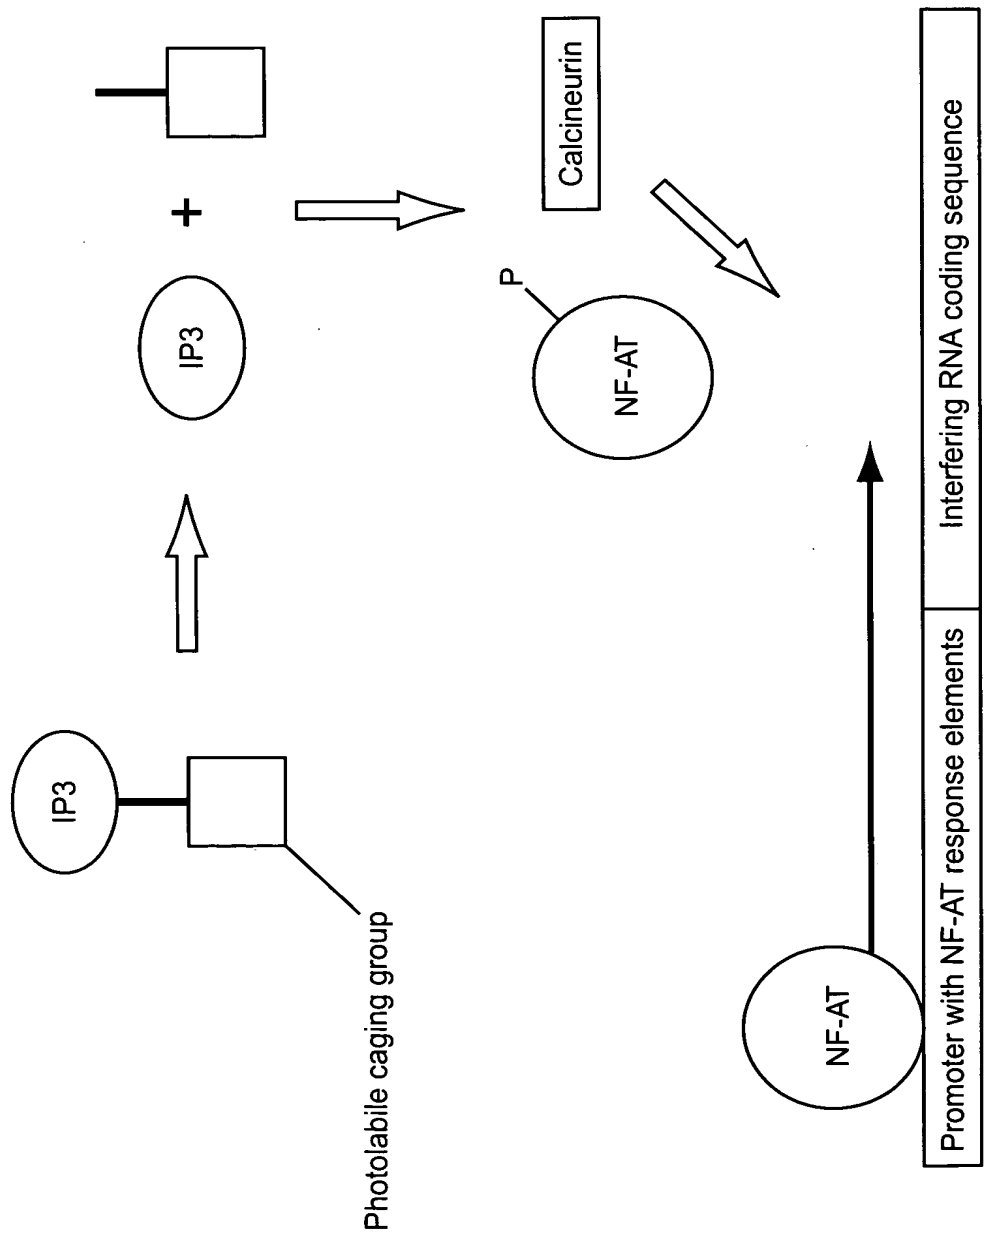 IP3
Photolabile caging group
IP3
+
P
NF-AT
Calcineurin
NF-AT
Promoter with NF-AT response elements
Interfering RNA coding sequence